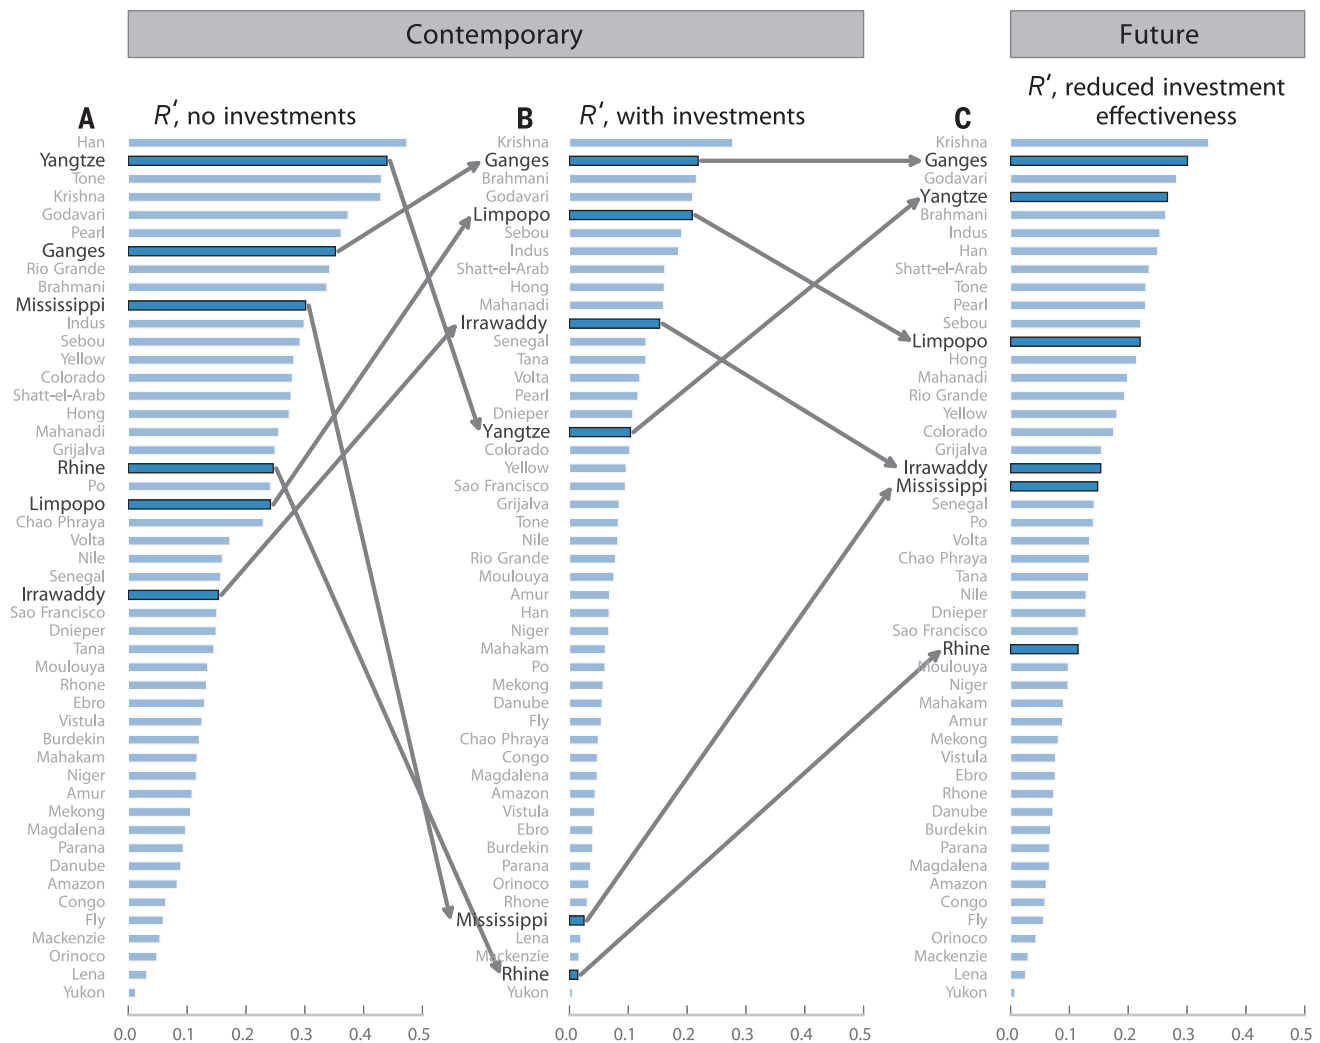 Contemporary
Future
A
R′, no investments
Han
Yangtze
Tone
Krishna
Godavari
Pearl
Ganges
Rio Grande
Brahmani
Mississippi
Indus
Sebou
Yellow
Colorado
Shatt-el-Arab
Hong
Mahanadi
Grijalva
Rhine
Po
Limpopo
Chao Phraya
Volta
Nile
Senegal
Irrawaddy
Sao Francisco
Dnieper
Tana
Moulouya
Rhone
Ebro
Vistula
Burdekin
Mahakam
Niger
Amur
Mekong
Magdalena
Parana
Danube
Amazon
Congo
Fly
Mackenzie
Orinoco
Lena
Yukon
0.0 0.1 0.2 0.3 0.4 0.5
B
R′, with investments
Krishna
Ganges
Brahmani
Godavari
Limpopo
Sebou
Indus
Shatt-el-Arab
Hong
Mahanadi
Irrawaddy
Senegal
Tana
Volta
Pearl
Dnieper
Yangtze
Colorado
Yellow
Sao Francisco
Grijalva
Tone
Nile
Rio Grande
Moulouya
Amur
Han
Niger
Mahakam
Po
Mekong
Danube
Fly
Chao Phraya
Congo
Magdalena
Amazon
Vistula
Ebro
Burdekin
Parana
Orinoco
Rhone
Mississippi
Lena
Mackenzie
Rhine
Yukon
0.0 0.1 0.2 0.3 0.4 0.5
C
R′, reduced investment
effectiveness
Krishna
Ganges
Godavari
Yangtze
Brahmani
Indus
Han
Shatt-el-Arab
Tone
Pearl
Sebou
Limpopo
Hong
Mahanadi
Rio Grande
Yellow
Colorado
Grijalva
Irrawaddy
Mississippi
Senegal
Po
Volta
Chao Phraya
Tana
Nile
Dnieper
Sao Francisco
Rhine
Moulouya
Niger
Mahakam
Amur
Mekong
Vistula
Ebro
Rhone
Danube
Burdekin
Parana
Magdalena
Amazon
Congo
Fly
Orinoco
Mackenzie
Lena
Yukon
0.0 0.1 0.2 0.3 0.4 0.5